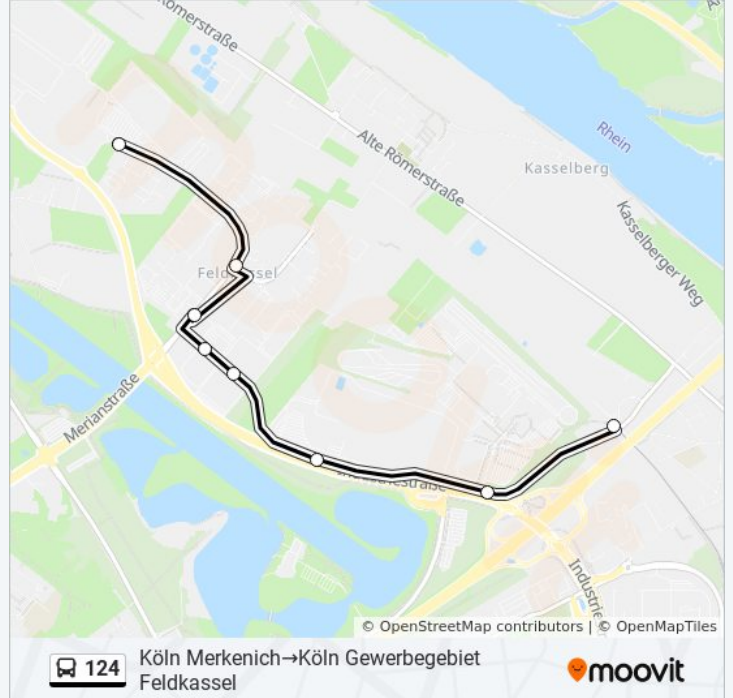 Römerstraße
Alte Römerstraße
Rhein
Kasselberg
Kasselberger Weg
Feldkassel
Merianstraße
Industrie
© OpenStreetMap contributors | © OpenMapTiles
124
Köln Merkenich→Köln Gewerbegebiet
Feldkassel
moovit